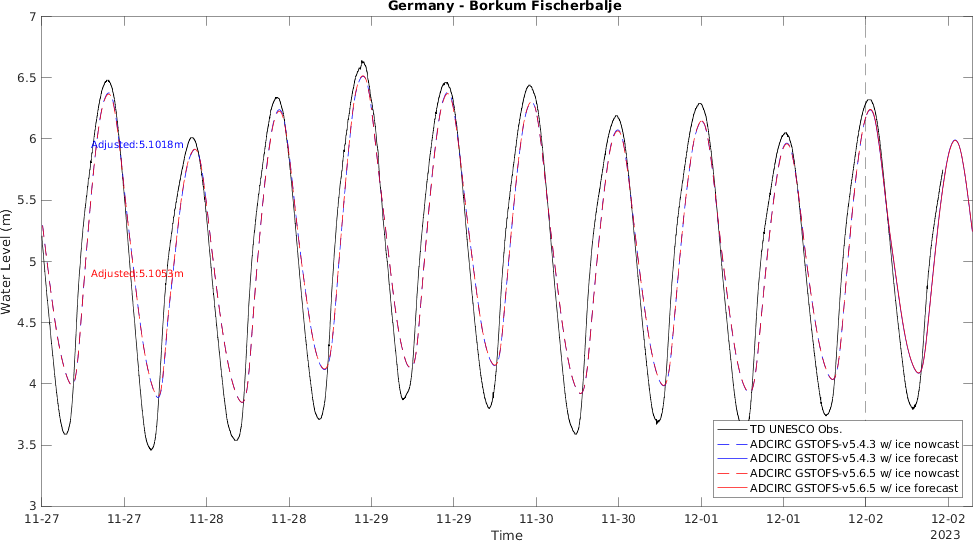 Germany - Borkum Fischerbalje
7
6.5
6
5.5
5
4.5
4
3.5
3
Water Level (m)
Adjusted:5.1018m
Adjusted:5.1053m
TD UNESCO Obs.
ADCIRC GSTOFS-v5.4.3 w/ ice nowcast
ADCIRC GSTOFS-v5.4.3 w/ ice forecast
ADCIRC GSTOFS-v5.6.5 w/ ice nowcast
ADCIRC GSTOFS-v5.6.5 w/ ice forecast
11-27 11-27 11-28 11-28 11-29 11-29 11-30 11-30 12-01 12-01 12-02 12-02
2023
Time